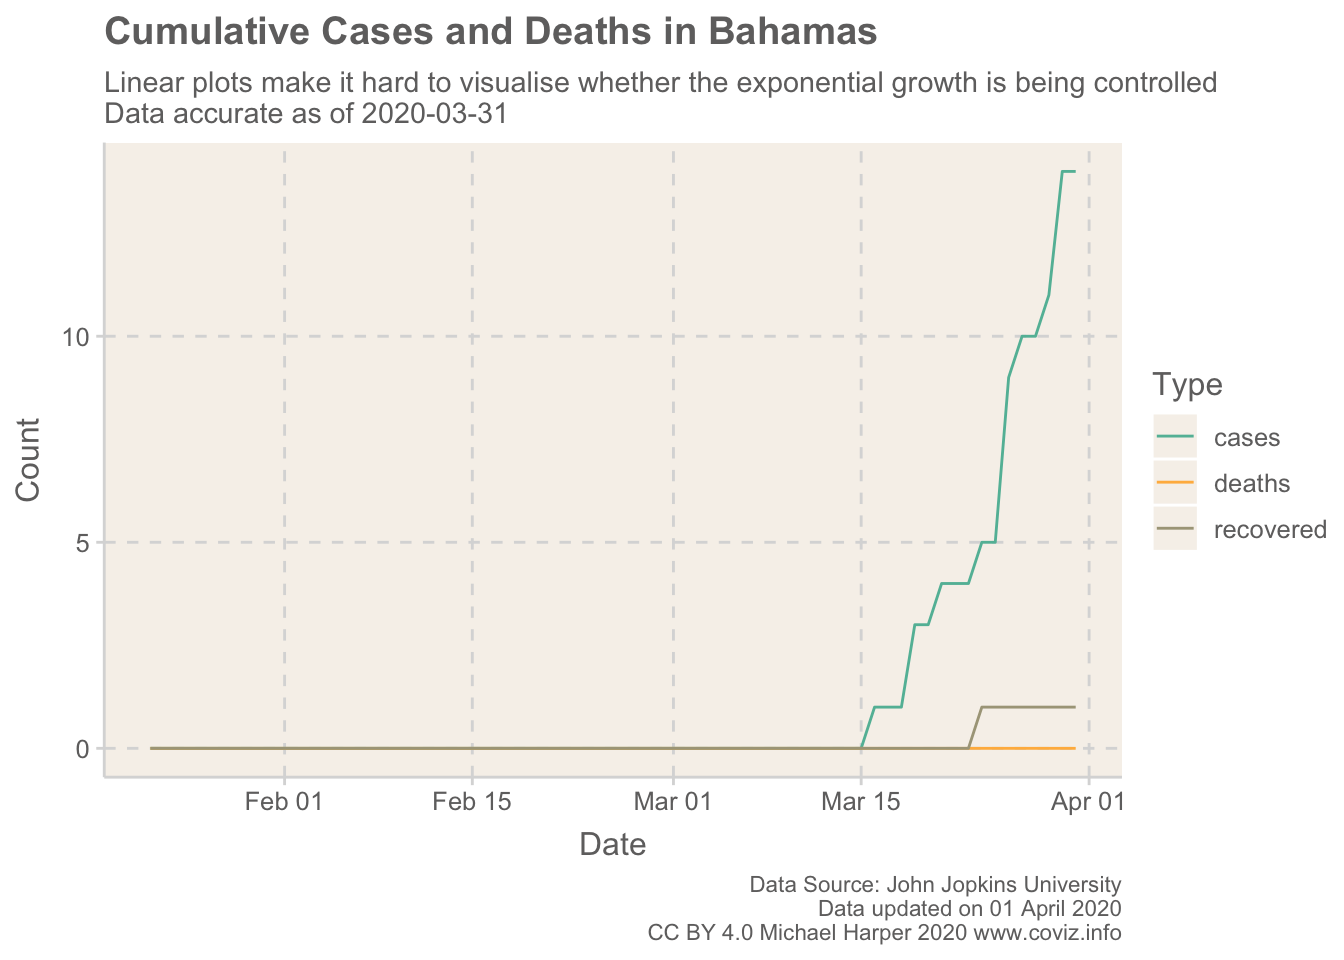 Cumulative Cases and Deaths in Bahamas
Linear plots make it hard to visualise whether the exponential growth is being controlled
Data accurate as of 2020-03-31
Count
10
5
0
Feb 01
Feb 15
Mar 01
Mar 15
Apr 01
Date
Type
cases
deaths
recovered
Data Source: John Jopkins University
Data updated on 01 April 2020
CC BY 4.0 Michael Harper 2020 www.coviz.info